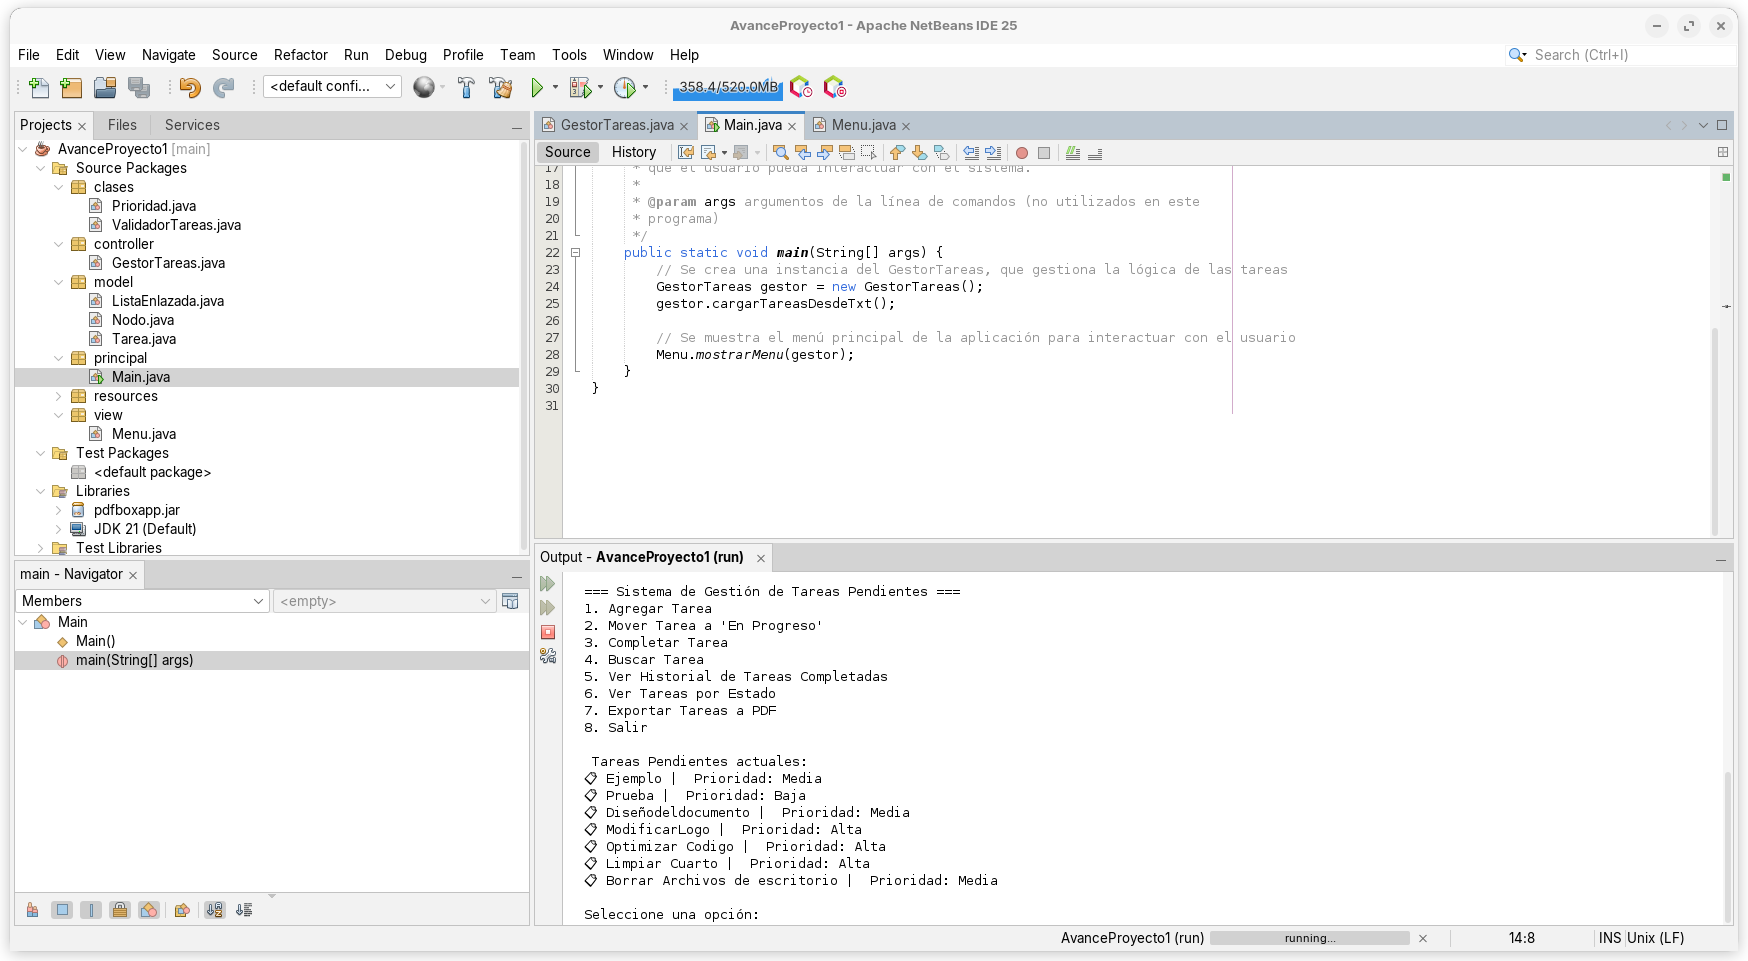 AvanceProyecto1 - Apache NetBeans IDE 25
File Edit View Navigate Source Refactor Run Debug Profile Team Tools Window Help
Search (Ctrl+I)
<default confi...
358.4/520.0MB
Projects Files Services
AvanceProyecto1 [main]
Source Packages
clases
Prioridad.java
ValidadorTareas.java
controller
GestorTareas.java
model
ListaEnlazada.java
Nodo.java
Tarea.java
principal
Main.java
resources
view
Menu.java
Test Packages
<default package>
Libraries
pdfboxapp.jar
JDK 21 (Default)
Test Libraries
main - Navigator
Members
<empty>
Main
Main()
main(String[] args)
GestorTareas.java Main.java Menu.java
Source History
17 * que el usuario pueda interactuar con el sistema.
18 *
19 * @param args argumentos de la línea de comandos (no utilizados en este
20 * programa)
21 */
22 public static void main(String[] args) {
23 // Se crea una instancia del GestorTareas, que gestiona la lógica de las tareas
24 GestorTareas gestor = new GestorTareas();
25 gestor.cargarTareasDesdeTxt();
26
27 // Se muestra el menú principal de la aplicación para interactuar con el usuario
28 Menu.mostrarMenu(gestor);
29 }
30 }
31
Output - AvanceProyecto1 (run)
=== Sistema de Gestión de Tareas Pendientes ===
1. Agregar Tarea
2. Mover Tarea a 'En Progreso'
3. Completar Tarea
4. Buscar Tarea
5. Ver Historial de Tareas Completadas
6. Ver Tareas por Estado
7. Exportar Tareas a PDF
8. Salir
Tareas Pendientes actuales:
📋 Ejemplo | Prioridad: Media
📋 Prueba | Prioridad: Baja
📋 Diseñodeldocumento | Prioridad: Media
📋 ModificarLogo | Prioridad: Alta
📋 Optimizar Codigo | Prioridad: Alta
📋 Limpiar Cuarto | Prioridad: Alta
📋 Borrar Archivos de escritorio | Prioridad: Media
Seleccione una opción:
AvanceProyecto1 (run) running... 14:8 INS Unix (LF)